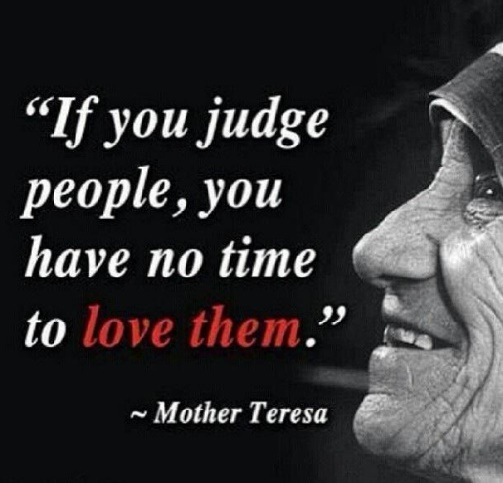 “If you judge
people, you
have no time
to love them.”
~ Mother Teresa